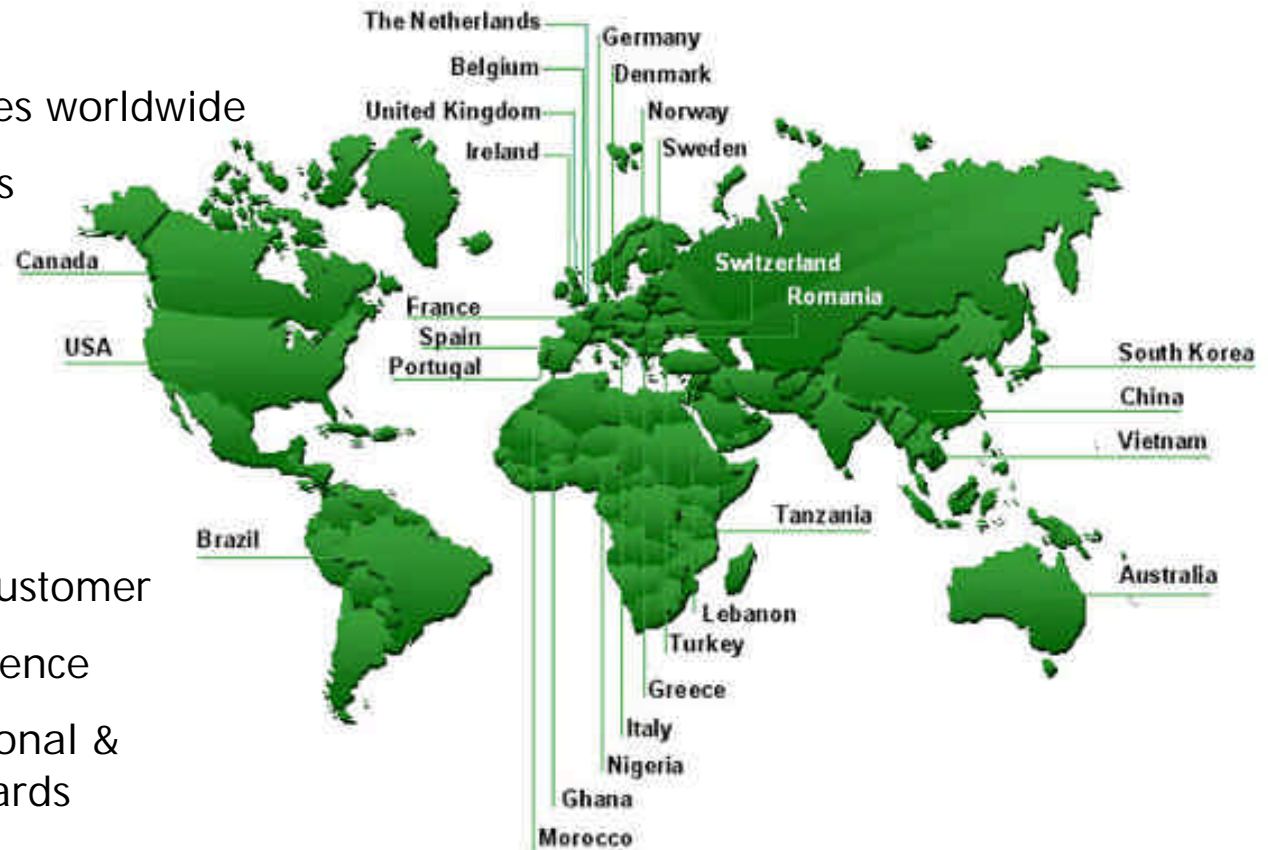 The Netherlands
Germany
Belgium
Denmark
es worldwide
United Kingdom
Norway
Ireland
Sweden
s
Canada
Switzerland
Romania
France
Spain
USA
Portugal
South Korea
China
Vietnam
Tanzania
Brazil
Australia
ustomer
Lebanon
Turkey
ence
Greece
Italy
onal &
Nigeria
ards
Ghana
Morocco